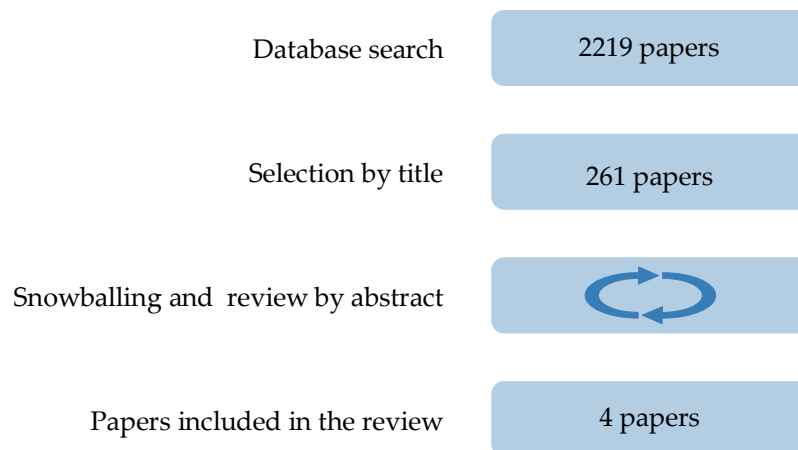 Database search 2219 papers
Selection by title 261 papers
Snowballing and review by abstract
Papers included in the review 4 papers